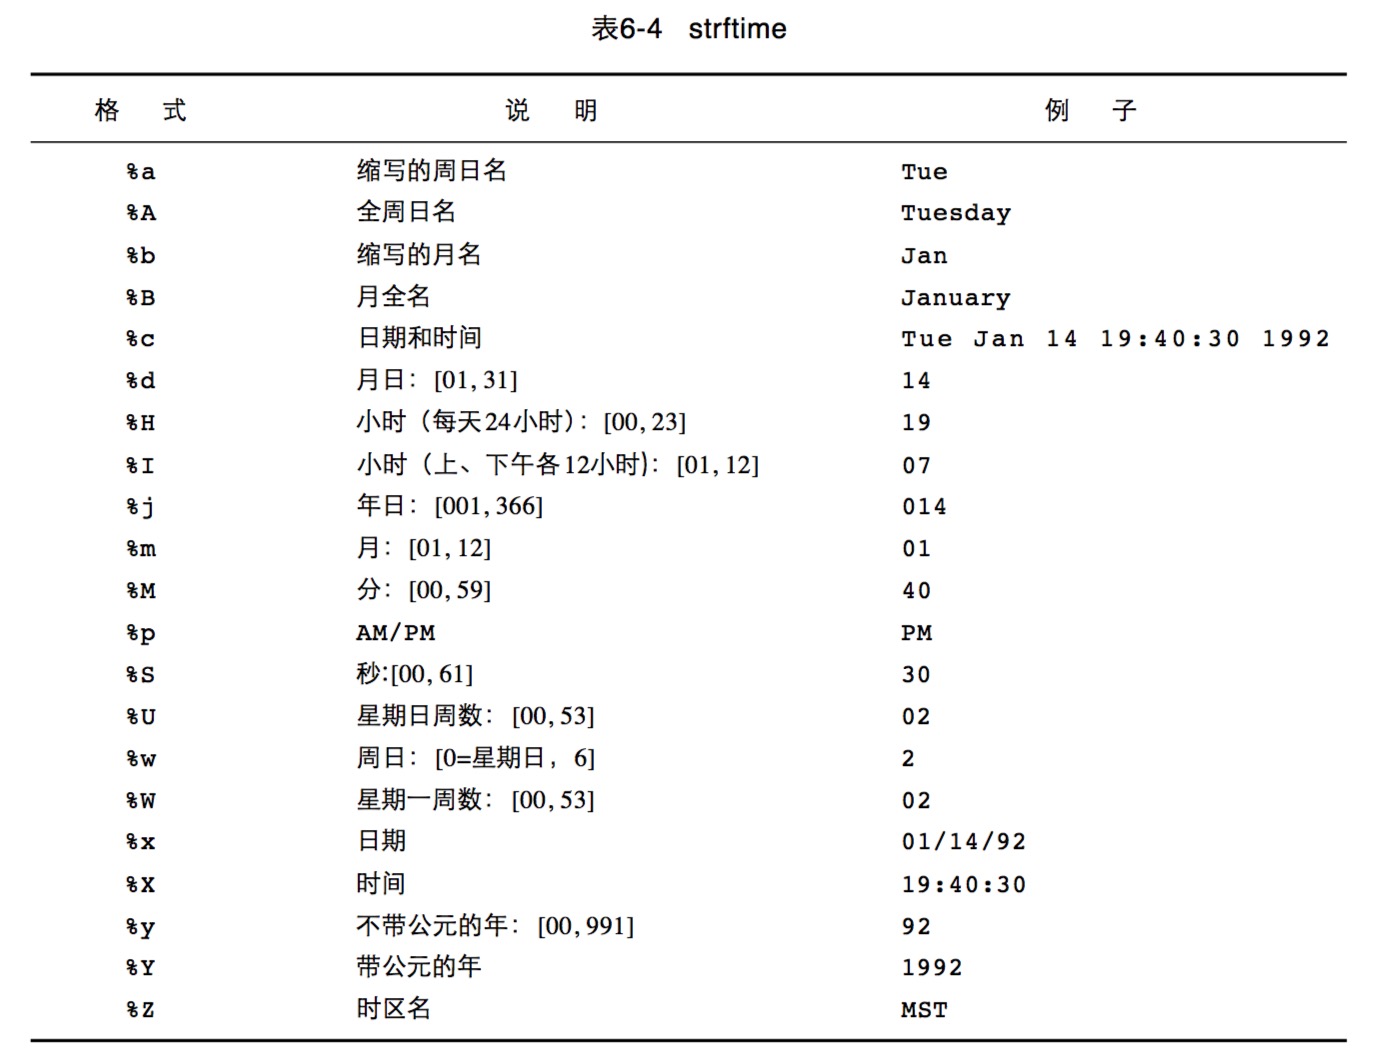 表6-4 strftime
格 式 说 明 例 子
%a 缩写的周日名 Tue
%A 全周日名 Tuesday
%b 缩写的月名 Jan
%B 月全名 January
%c 日期和时间 Tue Jan 14 19:40:30 1992
%d 月日：[01, 31] 14
%H 小时（每天24小时）：[00, 23] 19
%I 小时（上、下午各12小时）：[01, 12] 07
%j 年日：[001, 366] 014
%m 月：[01, 12] 01
%M 分：[00, 59] 40
%p AM/PM PM
%S 秒:[00, 61] 30
%U 星期日周数：[00, 53] 02
%w 周日：[0=星期日，6] 2
%W 星期一周数：[00, 53] 02
%x 日期 01/14/92
%X 时间 19:40:30
%y 不带公元的年：[00, 991] 92
%Y 带公元的年 1992
%Z 时区名 MST